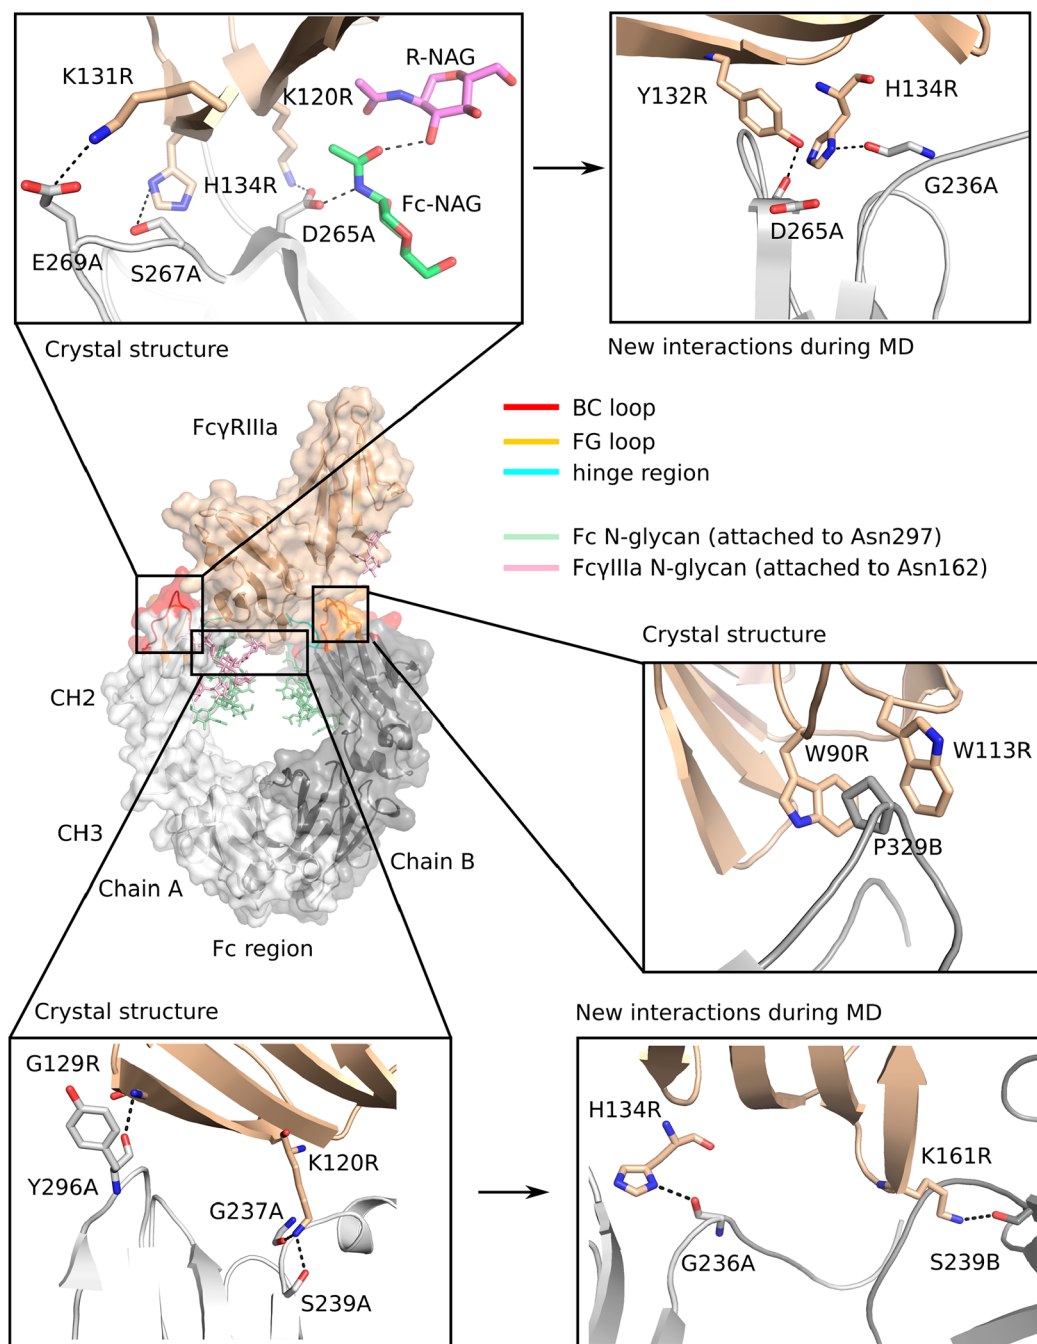 K131R
K120R
R-NAG
H134R
Fc-NAG
D265A
E269A
S267A
Crystal structure
Y132R
H134R
G236A
D265A
New interactions during MD
FcγRIIIa
BC loop
FG loop
hinge region
Fc N-glycan (attached to Asn297)
FcγIIIa N-glycan (attached to Asn162)
CH2
CH3
Chain A
Chain B
Fc region
Crystal structure
W90R
W113R
P329B
Crystal structure
G129R
Y296A
K120R
G237A
S239A
New interactions during MD
H134R
K161R
G236A
S239B